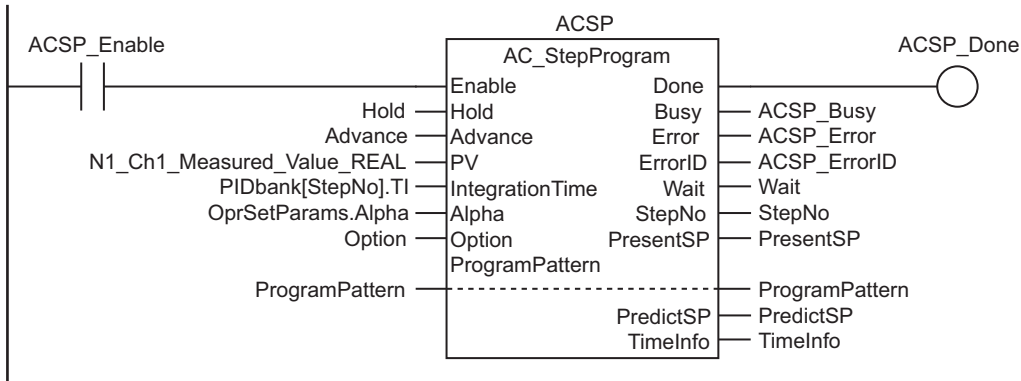 ACSP
ACSP_Enable
ACSP_Done
AC_StepProgram
Enable Done
Hold Hold Busy ACSP_Busy
Advance Advance Error ACSP_Error
N1_Ch1_Measured_Value_REAL PV ErrorID ACSP_ErrorID
PIDbank[StepNo].TI IntegrationTime Wait Wait
OprSetParams.Alpha Alpha StepNo StepNo
Option Option PresentSP PresentSP
ProgramPattern
ProgramPattern ProgramPattern
PredictSP PredictSP
TimeInfo TimeInfo